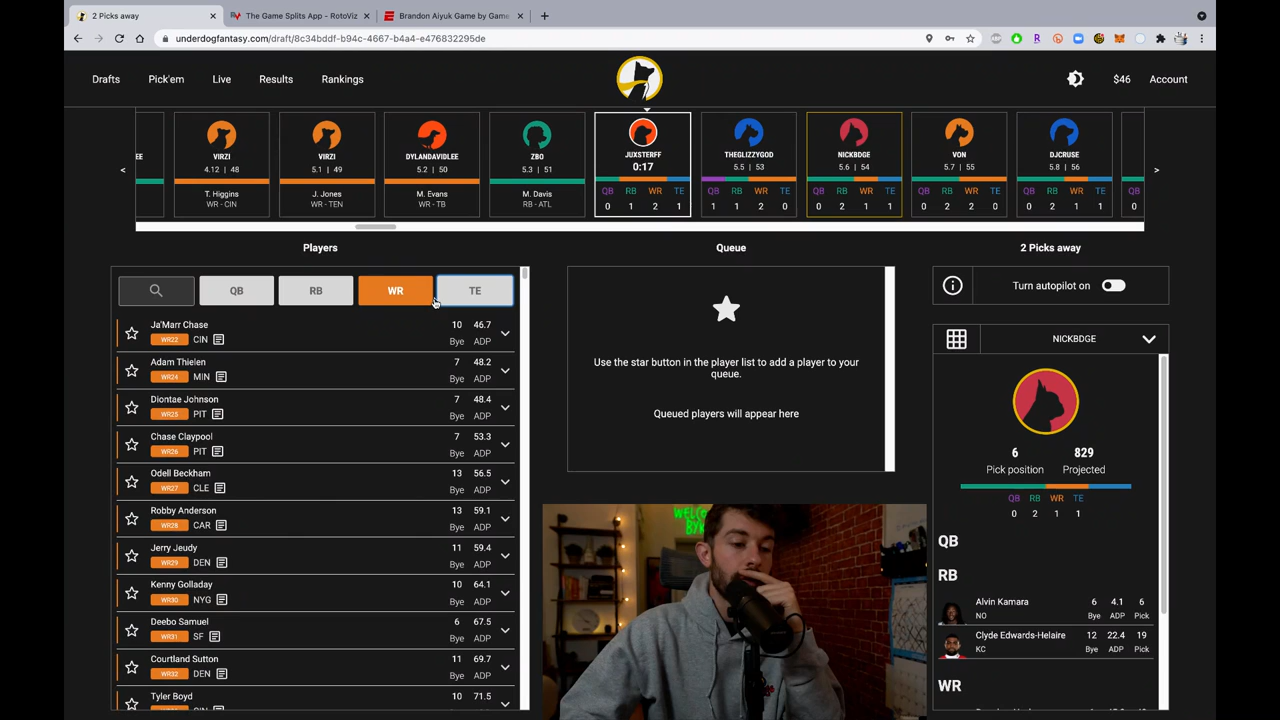 2 Picks away
The Game Splits App - RotoViz
Brandon Aiyuk Game by Game
underdogfantasy.com/draft/8c34bddf-b94c-4667-b4a4-e476832295de
Drafts
Pick'em
Live
Results
Rankings
$46
Account
VIRZI
4.12 | 48
T. Higgins
WR - CIN
VIRZI
5.1 | 49
J. Jones
WR - TEN
DYLANDAVIDLEE
5.2 | 50
M. Evans
WR - TB
ZBO
5.3 | 51
M. Davis
RB - ATL
JUXSTERFF
0:17
QB RB WR TE
0 1 2 1
THEGLIZZYGOD
5.5 | 53
QB RB WR TE
1 1 2 0
NICKBDGE
5.6 | 54
QB RB WR TE
0 2 1 1
VON
5.7 | 55
QB RB WR TE
0 2 2 0
DJCRUSE
5.8 | 56
QB RB WR TE
0 2 1 1
Players
Queue
2 Picks away
QB
RB
WR
TE
Ja'Marr Chase 10 46.7
WR22 CIN Bye ADP
Adam Thielen 7 48.2
WR24 MIN Bye ADP
Diontae Johnson 7 48.4
WR25 PIT Bye ADP
Chase Claypool 7 53.3
WR26 PIT Bye ADP
Odell Beckham 13 56.5
WR27 CLE Bye ADP
Robby Anderson 13 59.1
WR28 CAR Bye ADP
Jerry Jeudy 11 59.4
WR29 DEN Bye ADP
Kenny Golladay 10 64.1
WR30 NYG Bye ADP
Deebo Samuel 6 67.5
WR31 SF Bye ADP
Courtland Sutton 11 69.7
WR32 DEN Bye ADP
Tyler Boyd 10 71.5
Use the star button in the player list to add a player to your
queue.
Queued players will appear here
Turn autopilot on
NICKBDGE
6 829
Pick position Projected
QB RB WR TE
0 2 1 1
QB
RB
Alvin Kamara 6 4.1 6
NO Bye ADP Pick
Clyde Edwards-Helaire 12 22.4 19
KC Bye ADP Pick
WR